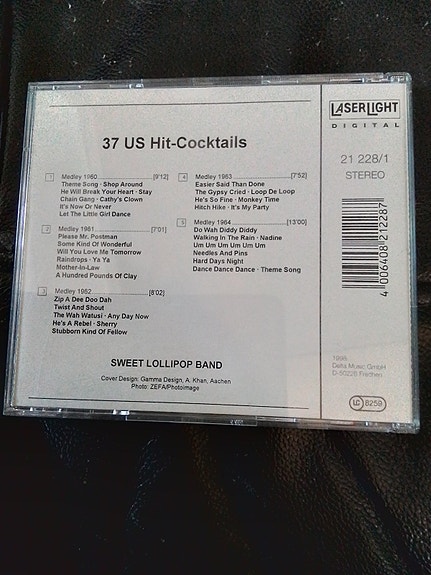 37 US Hit-Cocktails
1 Medley 1960 [9'12]
Theme Song · Shop Around
He Will Break Your Heart · Stay
Chain Gang · Cathy's Clown
It's Now Or Never
Let The Little Girl Dance
2 Medley 1961 [7'01]
Please Mr. Postman
Some Kind Of Wonderful
Will You Love Me Tomorrow
Raindrops · Ya Ya
Mother-In-Law
A Hundred Pounds Of Clay
3 Medley 1962 [8'02]
Zip A Dee Doo Dah
Twist And Shout
The Wah Watusi · Any Day Now
He's A Rebel · Sherry
Stubborn Kind Of Fellow
4 Medley 1963 [7'52]
Easier Said Than Done
The Gypsy Cried · Loop De Loop
He's So Fine · Monkey Time
Hitch Hike · It's My Party
5 Medley 1964 [13'00]
Do Wah Diddy Diddy
Walking In The Rain · Nadine
Um Um Um Um Um Um
Needles And Pins
Hard Days Night
Dance Dance Dance · Theme Song
SWEET LOLLIPOP BAND
Cover Design: Gamma Design, A. Khan, Aachen
Photo: ZEFA/Photoimage
LASERLIGHT
DIGITAL
21 228/1
STEREO
4 006408 212287
Delta Music GmbH
D-50226 Frechen
LC 8259